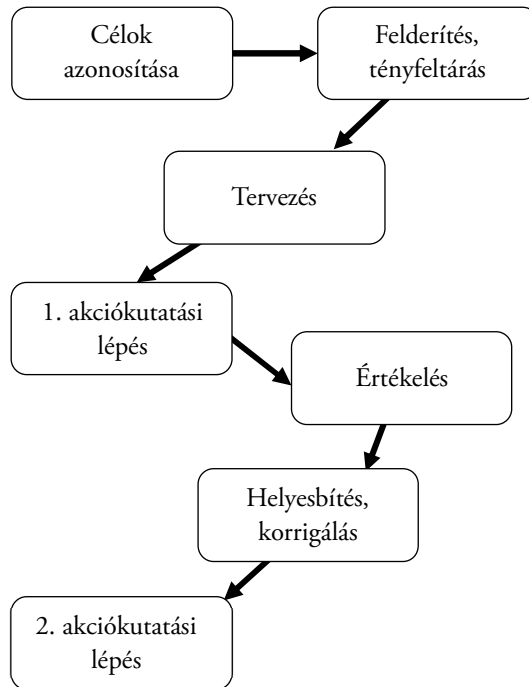 Célok
azonosítása
Felderítés,
tényfeltárás
Tervezés
1. akciókutatási
lépés
Értékelés
Helyesbítés,
korrigálás
2. akciókutatási
lépés